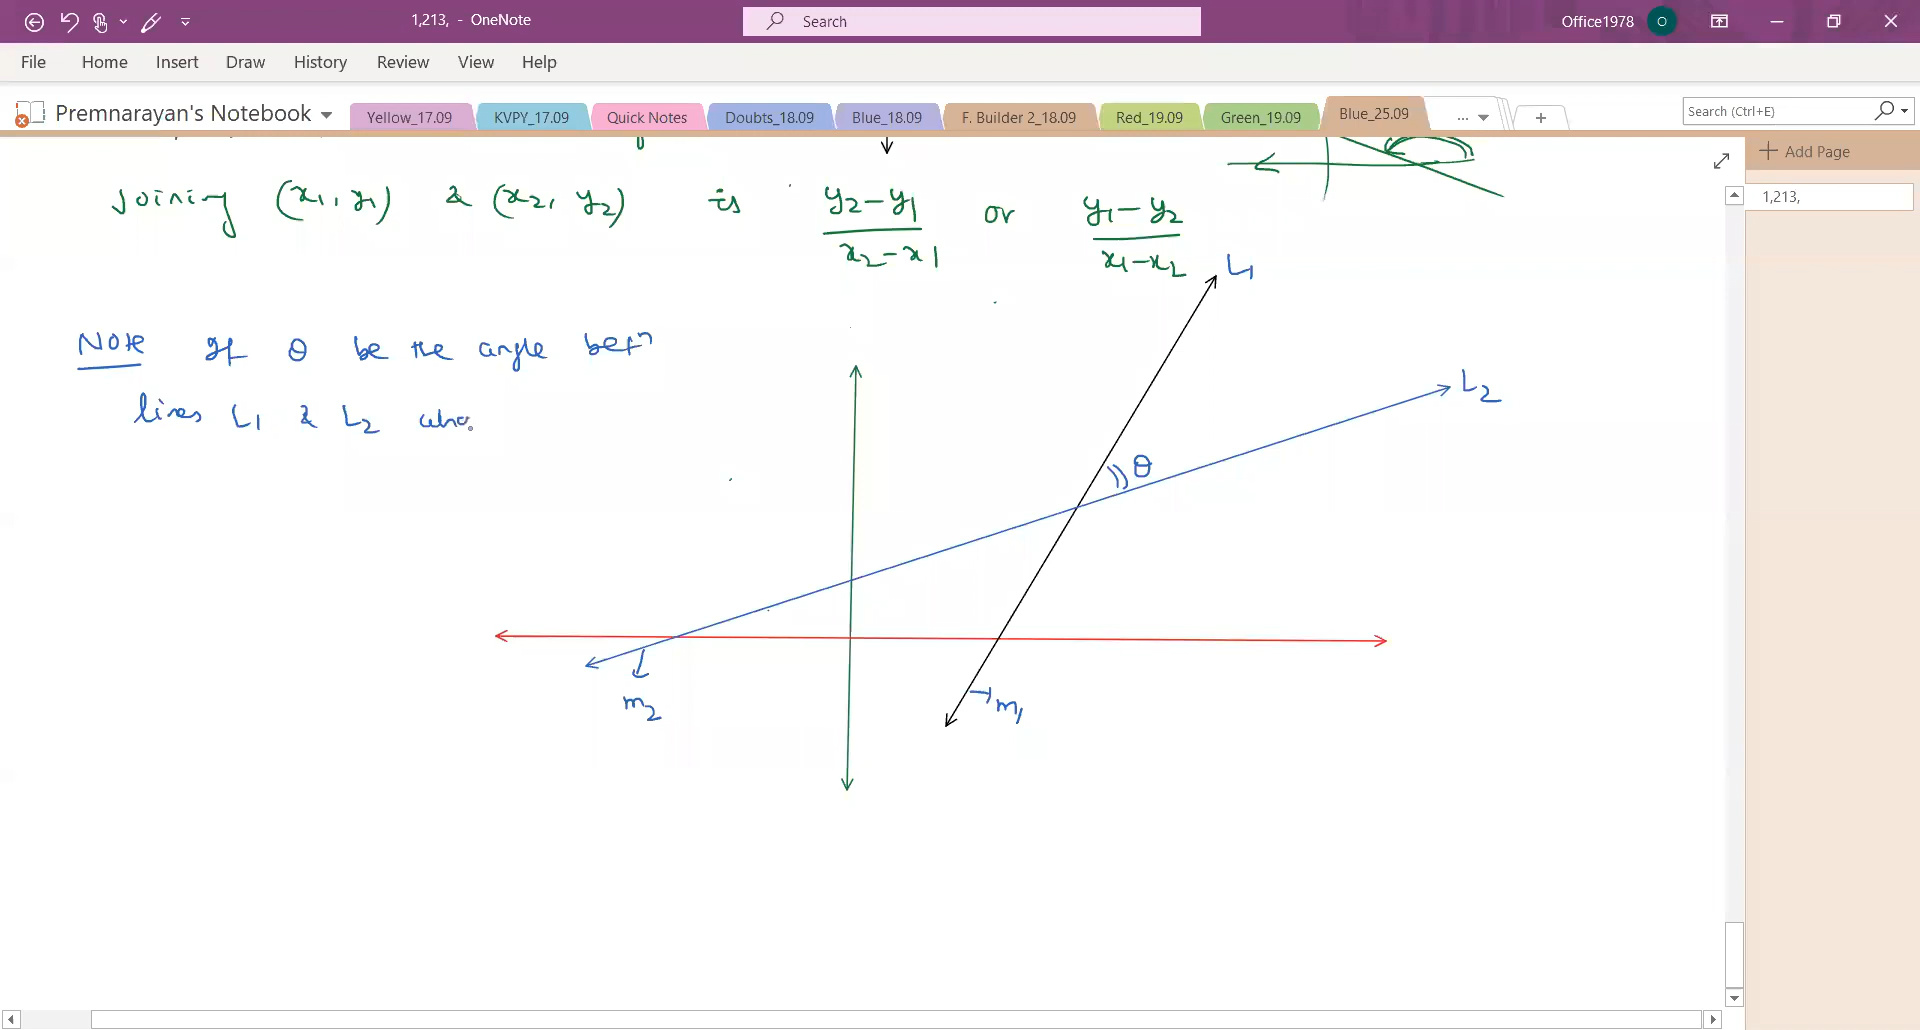 1,213, - OneNote
Search
Office1978
O
File Home Insert Draw History Review View Help
Premnarayan's Notebook
Yellow_17.09 KVPY_17.09 Quick Notes Doubts_18.09 Blue_18.09 F. Builder 2_18.09 Red_19.09 Green_19.09 Blue_25.09 ... +
Search (Ctrl+E)
Add Page
1,213,
Joining (x₁, y₁) & (x₂, y₂) is y₂-y₁/x₂-x₁ or y₁-y₂/x₁-x₂
L₁
NOTE If θ be the angle betⁿ
L₂
lines L₁ & L₂
θ
m₂
m₁